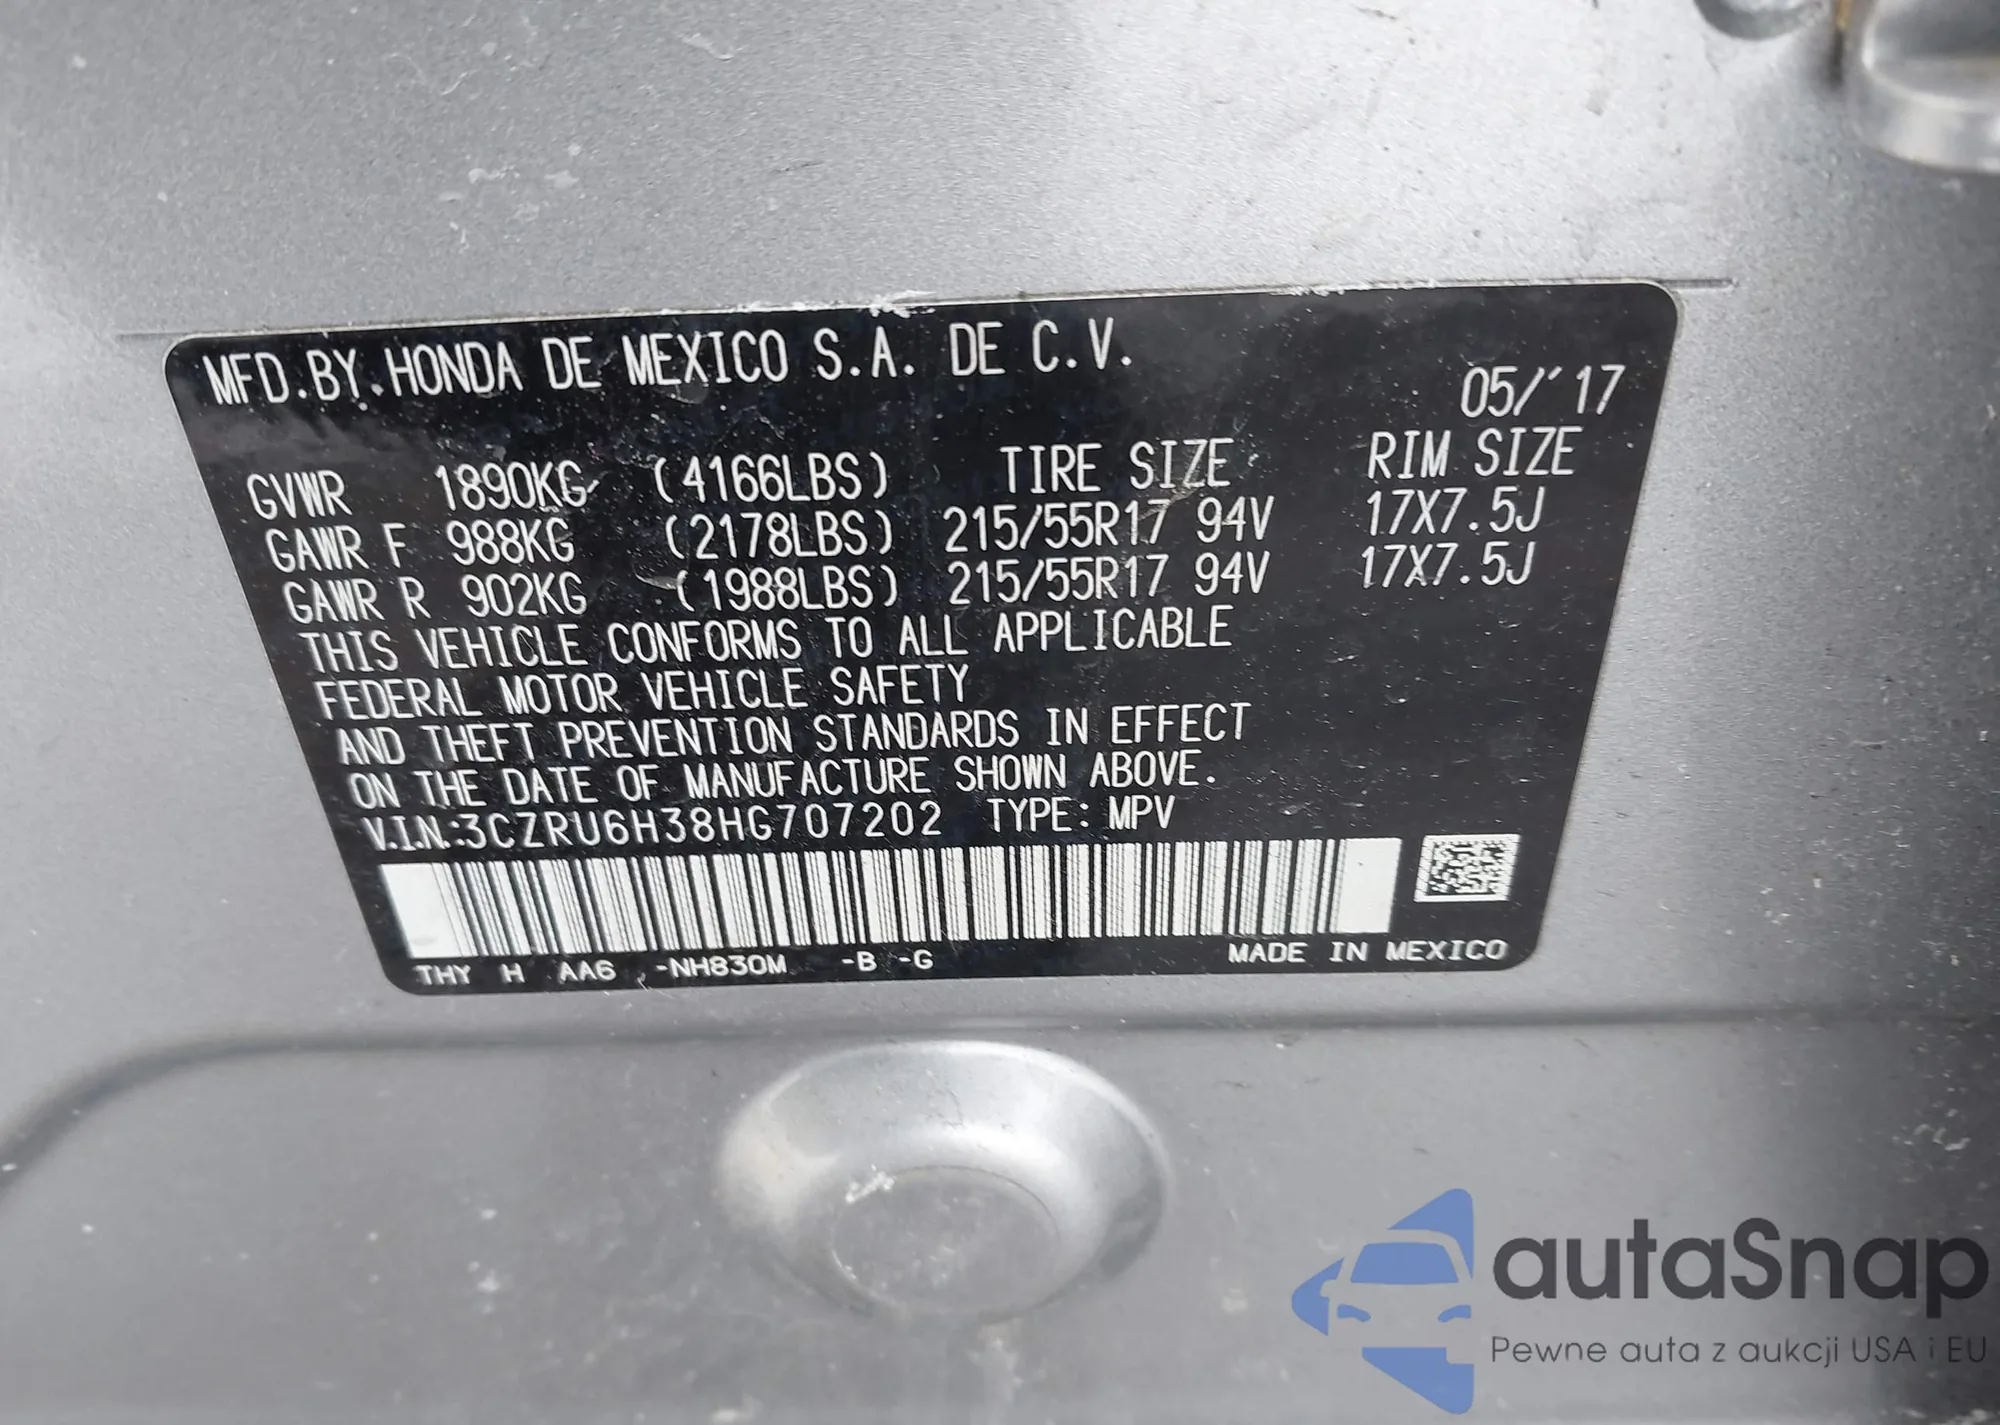 MFD.BY.HONDA DE MEXICO S.A. DE C.V.
05/'17
GVWR 1890KG (4166LBS) TIRE SIZE RIM SIZE
GAWR F 988KG (2178LBS) 215/55R17 94V 17X7.5J
GAWR R 902KG (1988LBS) 215/55R17 94V 17X7.5J
THIS VEHICLE CONFORMS TO ALL APPLICABLE
FEDERAL MOTOR VEHICLE SAFETY
AND THEFT PREVENTION STANDARDS IN EFFECT
ON THE DATE OF MANUFACTURE SHOWN ABOVE.
V.I.N.:3CZRU6H38HG707202 TYPE: MPV
THY H AA6 -NH830M -B -G MADE IN MEXICO
autaSnap
Pewne auta z aukcji USA i EU